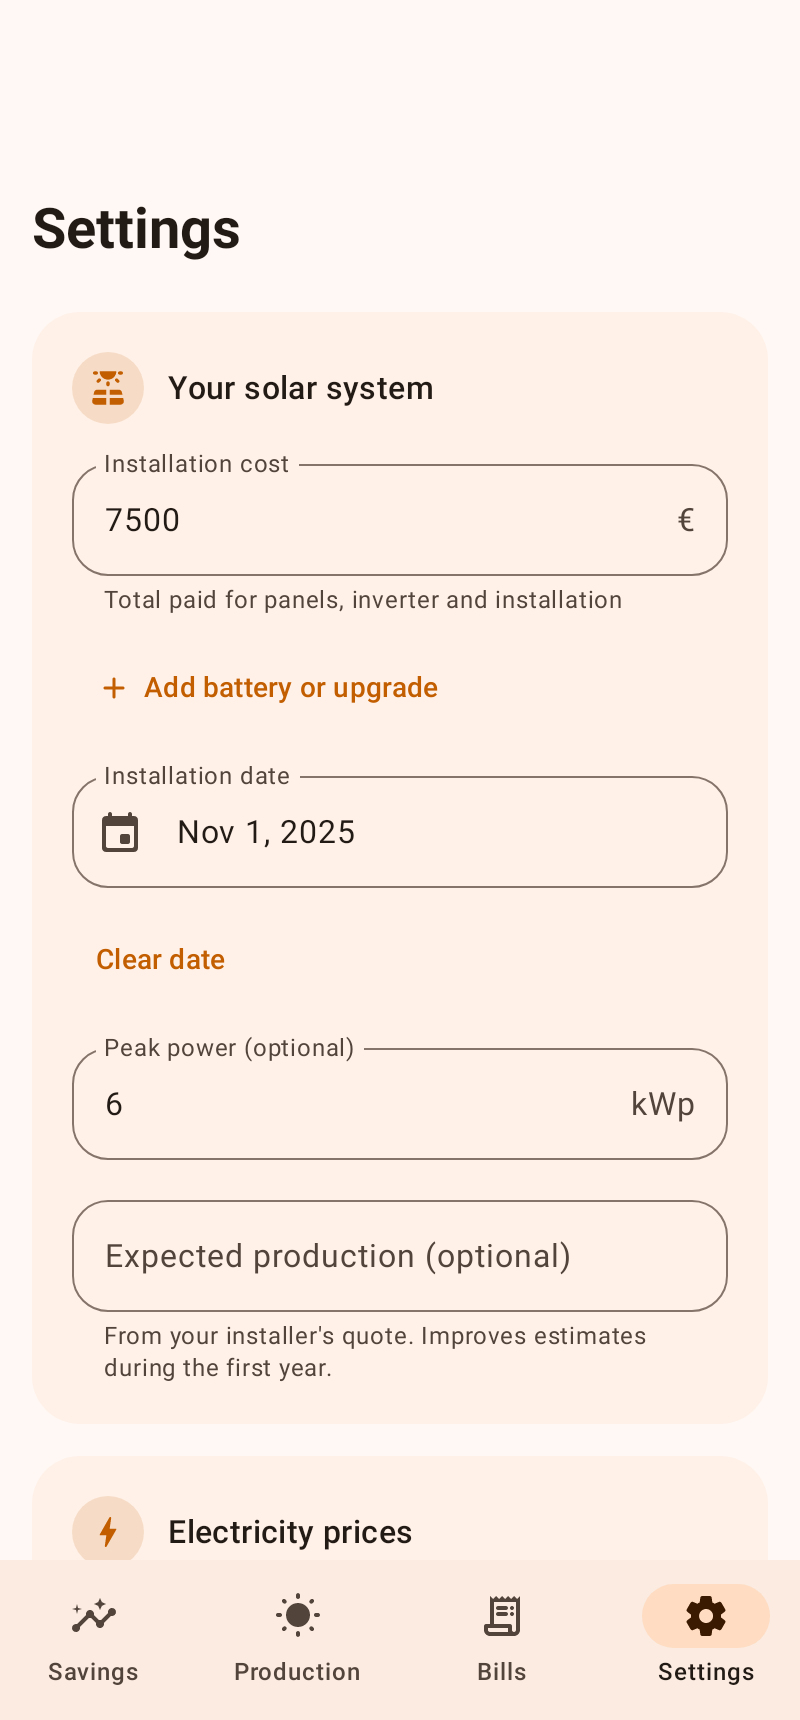 Settings
Your solar system
Installation cost
7500 €
Total paid for panels, inverter and installation
+ Add battery or upgrade
Installation date
Nov 1, 2025
Clear date
Peak power (optional)
6 kWp
Expected production (optional)
From your installer's quote. Improves estimates
during the first year.
Electricity prices
Savings Production Bills Settings